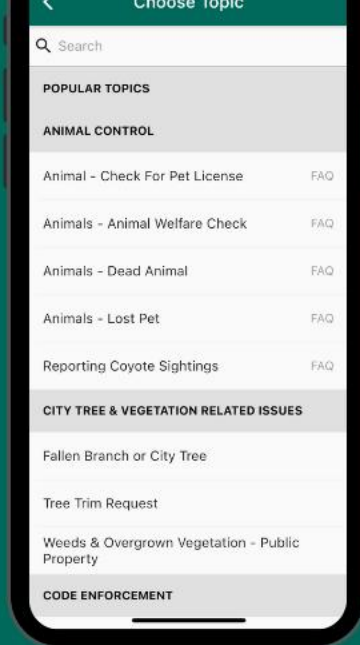 Choose Topic
Search
POPULAR TOPICS
ANIMAL CONTROL
Animal - Check For Pet License FAQ
Animals - Animal Welfare Check FAQ
Animals - Dead Animal FAQ
Animals - Lost Pet FAQ
Reporting Coyote Sightings FAQ
CITY TREE & VEGETATION RELATED ISSUES
Fallen Branch or City Tree
Tree Trim Request
Weeds & Overgrown Vegetation - Public
Property
CODE ENFORCEMENT